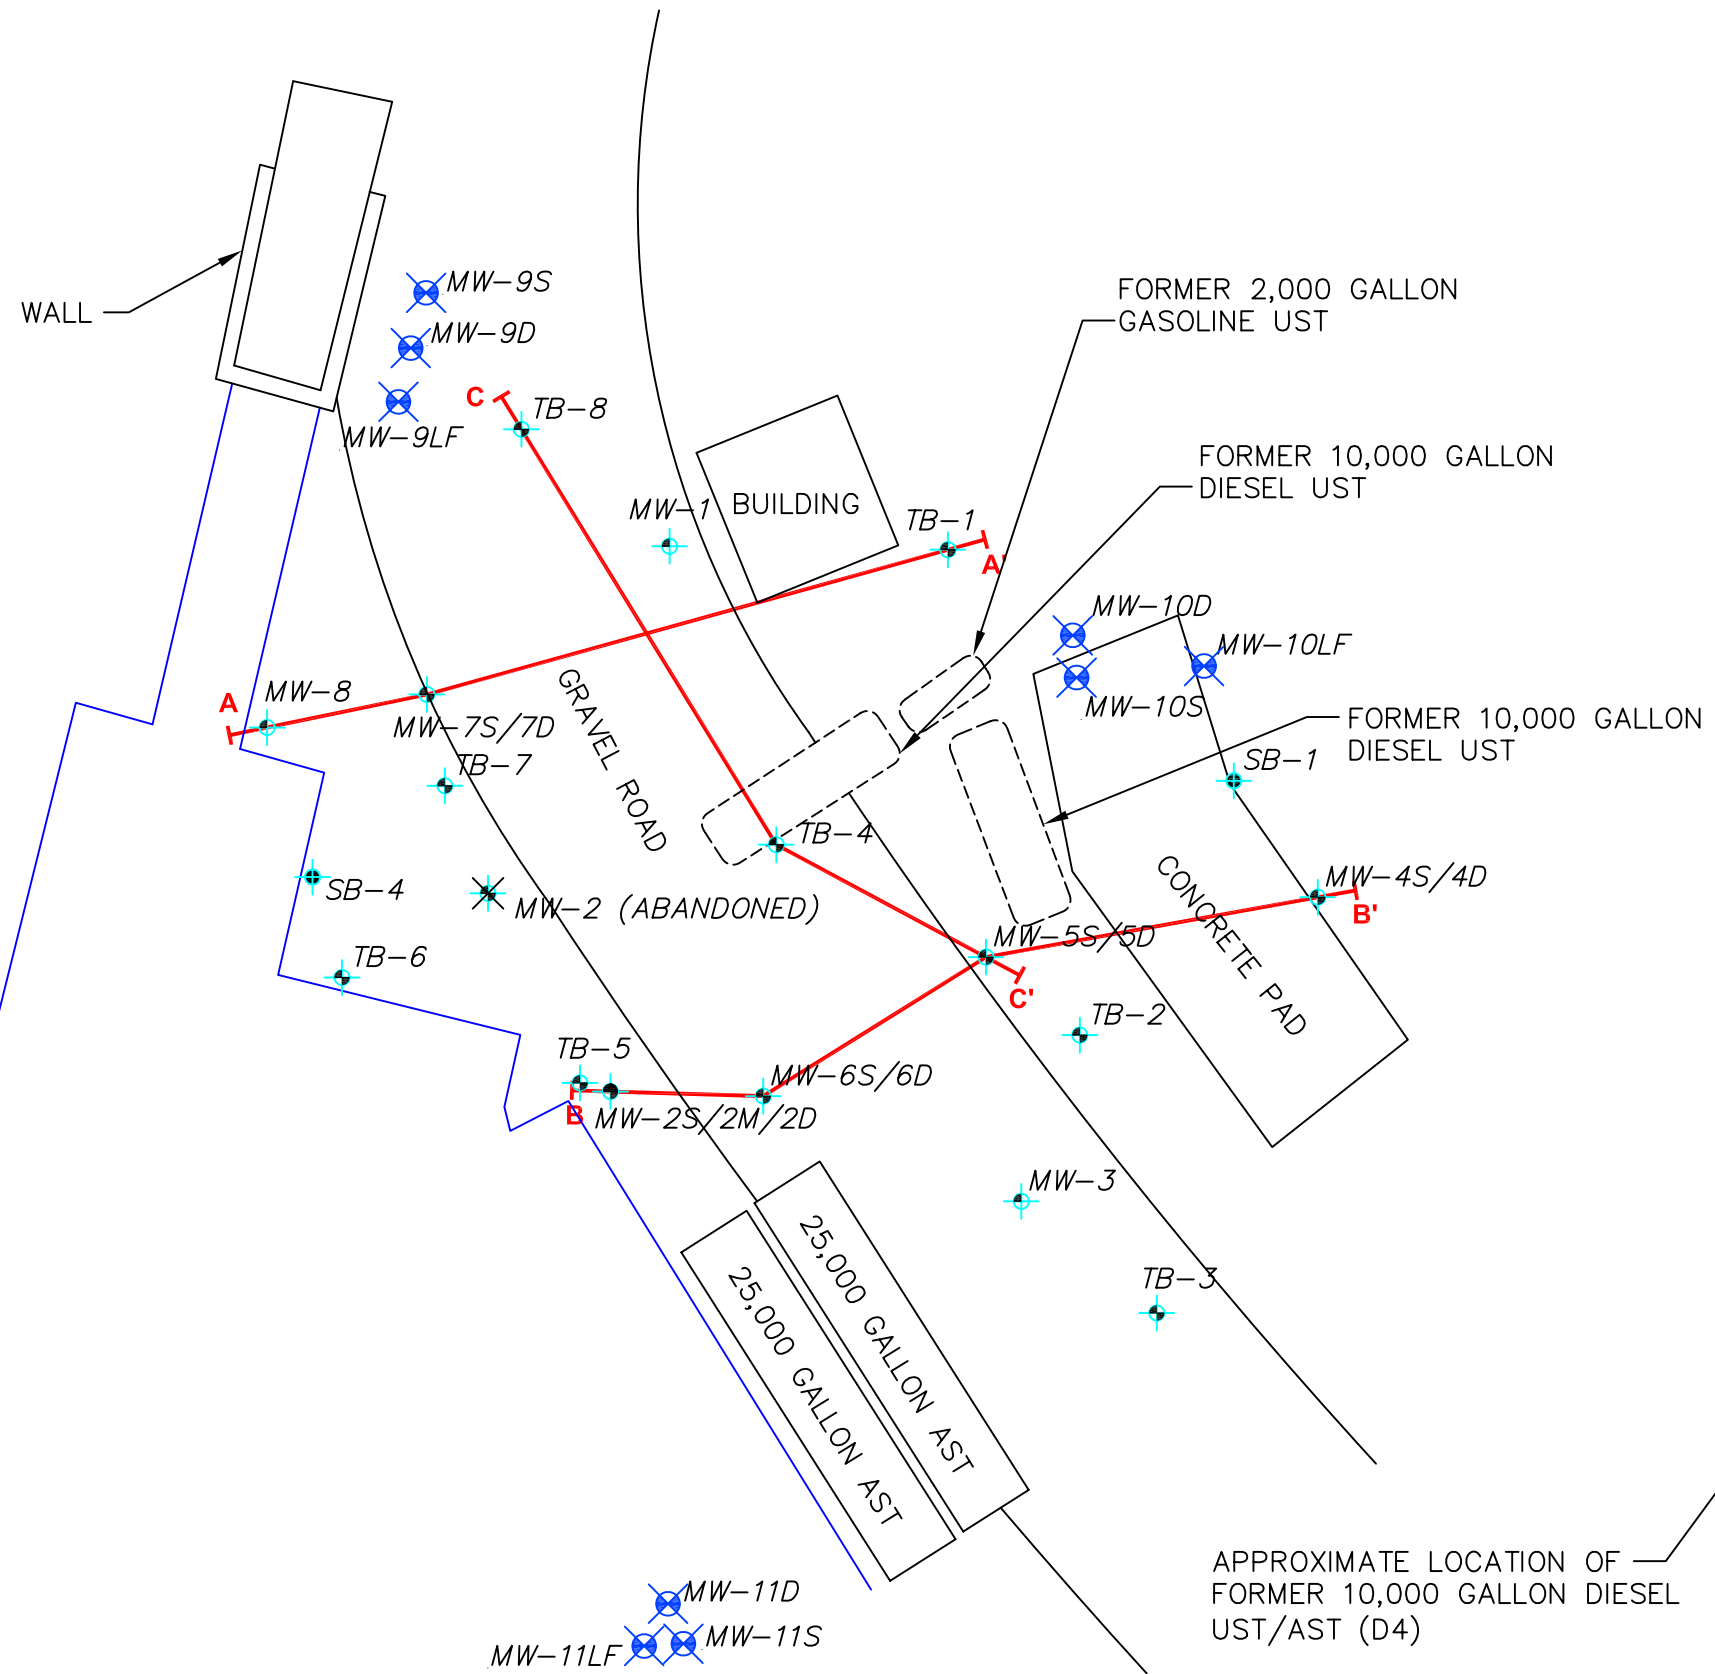 MW-9S
FORMER 2,000 GALLON
GASOLINE UST
WALL
MW-9D
C
TB-8
MW-9LF
FORMER 10,000 GALLON
DIESEL UST
BUILDING
MW-1
TB-1
A'
MW-10D
MW-10LF
MW-8
A
MW-10S
MW-7S/7D
GRAVEL ROAD
FORMER 10,000 GALLON
DIESEL UST
TB-7
SB-1
TB-4
SB-4
MW-2 (ABANDONED)
CONCRETE PAD
MW-4S/4D
B'
MW-5S/5D
TB-6
C'
TB-2
TB-5
MW-6S/6D
B
MW-2S/2M/2D
MW-3
25,000 GALLON AST
25,000 GALLON AST
TB-3
APPROXIMATE LOCATION OF
FORMER 10,000 GALLON DIESEL
UST/AST (D4)
MW-11D
MW-11S
MW-11LF